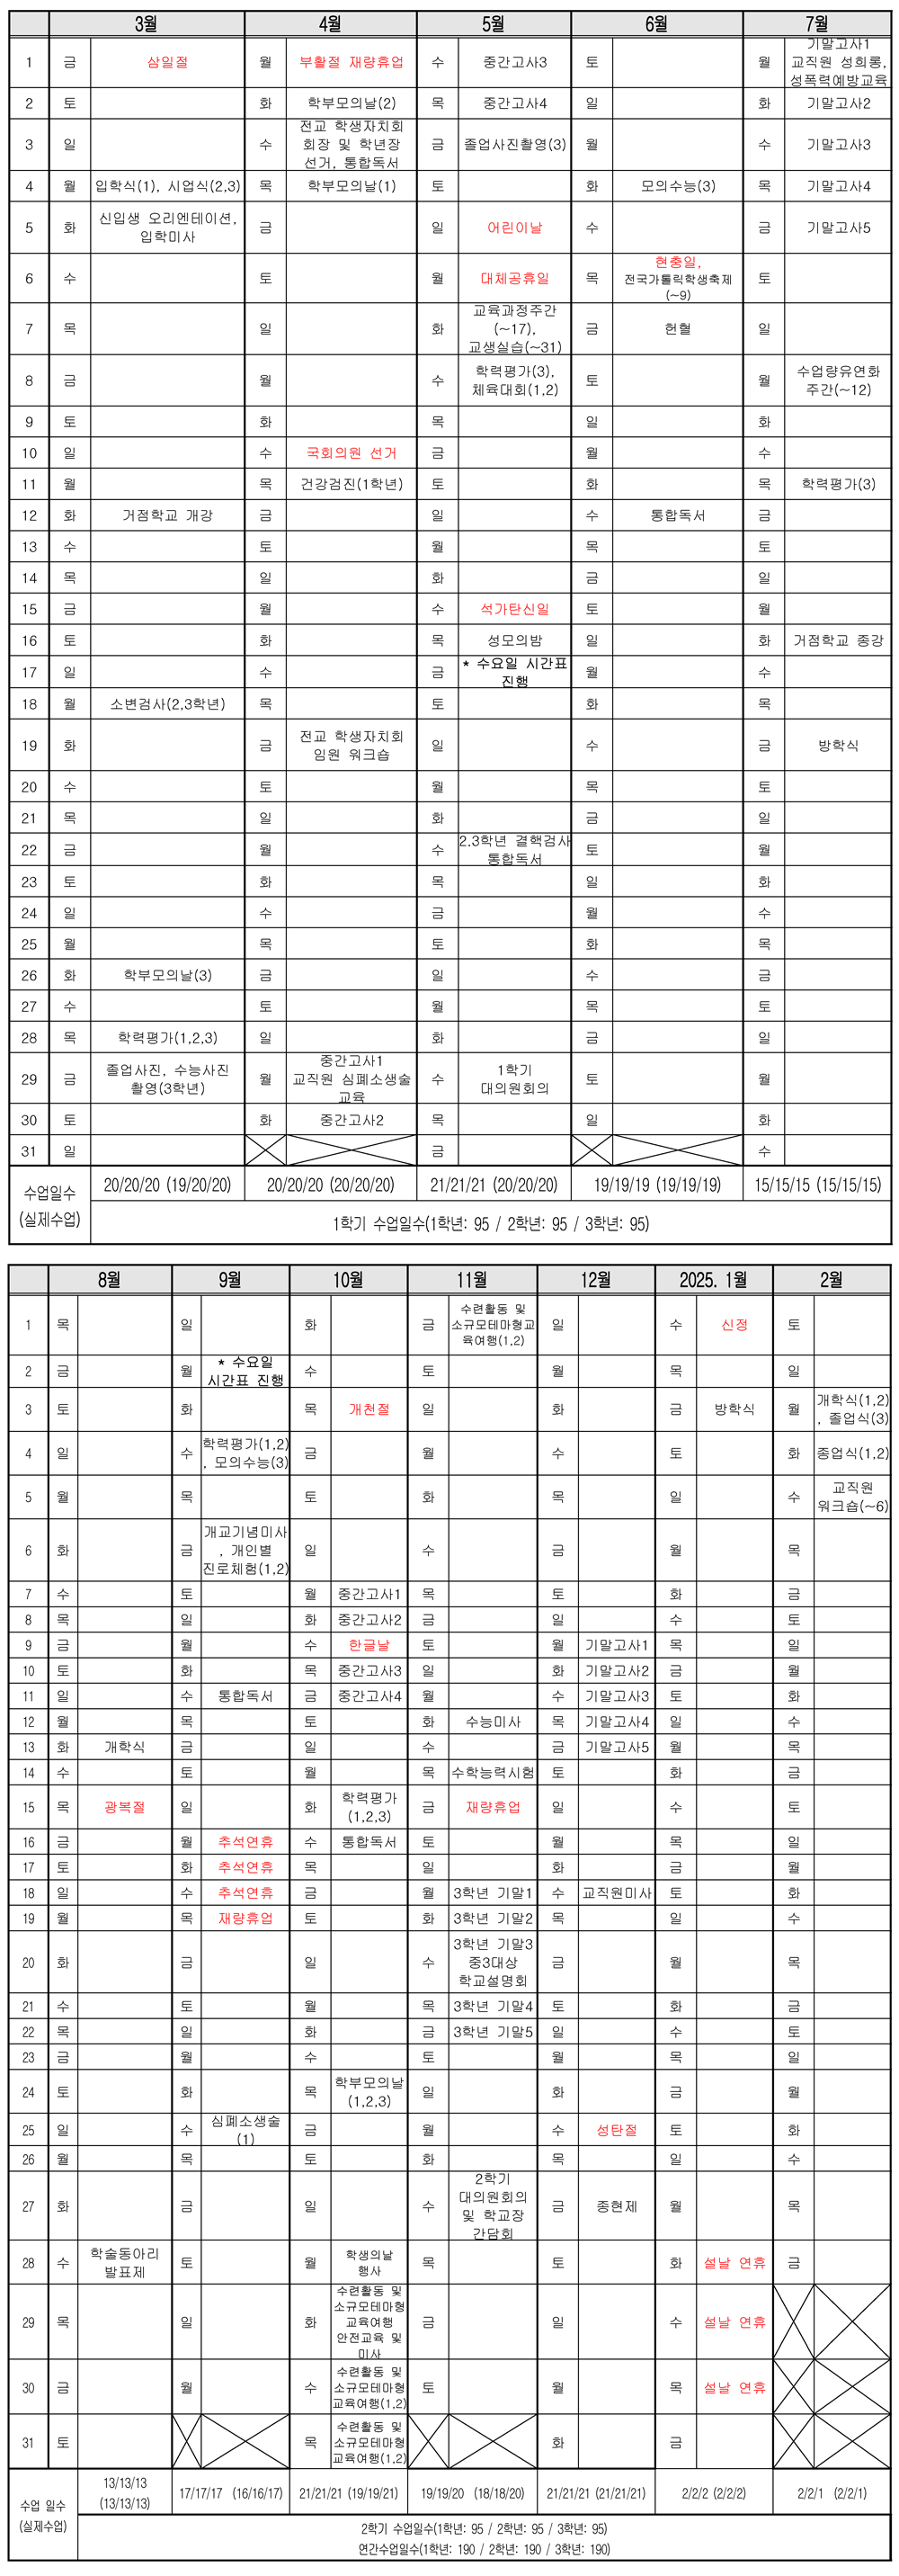 3월 4월 5월 6월 7월
1 금 삼일절 월 부활절 재량휴업 수 중간고사3 토 월 기말고사1
교직원 성희롱,
성폭력예방교육
2 토 화 학부모의날(2) 목 중간고사4 일 화 기말고사2
3 일 수 전교 학생자치회
회장 및 학년장
선거, 통합독서
금 졸업사진촬영(3) 월 수 기말고사3
4 월 입학식(1), 시업식(2,3) 목 학부모의날(1) 토 화 모의수능(3) 목 기말고사4
5 화 신입생 오리엔테이션,
입학미사
금 일 어린이날 수 금 기말고사5
6 수 토 월 대체공휴일 목 현충일,
전국가톨릭학생축제
(~9)
토
7 목 일 화 교육과정주간
(~17),
교생실습(~31)
금 헌혈 일
8 금 월 수 학력평가(3),
체육대회(1,2)
토 월 수업량유연화
주간(~12)
9 토 화 목 일 화
10 일 수 국회의원 선거 금 월 수
11 월 목 건강검진(1학년) 토 화 목 학력평가(3)
12 화 거점학교 개강 금 일 수 통합독서 금
13 수 토 월 목 토
14 목 일 화 금 일
15 금 월 수 석가탄신일 토 월
16 토 화 목 성모의밤 일 화 거점학교 종강
17 일 수 금 * 수요일 시간표
진행
월 수
18 월 소변검사(2,3학년) 목 토 화 목
19 화 금 전교 학생자치회
임원 워크숍
일 수 금 방학식
20 수 토 월 목 토
21 목 일 화 금 일
22 금 월 수 2.3학년 결핵검사
통합독서
토 월
23 토 화 목 일 화
24 일 수 금 월 수
25 월 목 토 화 목
26 화 학부모의날(3) 금 일 수 금
27 수 토 월 목 토
28 목 학력평가(1,2,3) 일 화 금 일
29 금 졸업사진, 수능사진
촬영(3학년)
월 중간고사1
교직원 심폐소생술
교육
수 1학기
대의원회의
토 월
30 토 화 중간고사2 목 일 화
31 일 금 수
수업일수
(실제수업)
20/20/20 (19/20/20) 20/20/20 (20/20/20) 21/21/21 (20/20/20) 19/19/19 (19/19/19) 15/15/15 (15/15/15)
1학기 수업일수(1학년: 95 / 2학년: 95 / 3학년: 95)
8월 9월 10월 11월 12월 2025. 1월 2월
1 목 일 화 금 수련활동 및
소규모테마형교
육여행(1,2)
일 수 신정 토
2 금 월 * 수요일
시간표 진행
수 토 월 목 일
3 토 화 목 개천절 일 화 금 방학식 월 개학식(1,2)
, 졸업식(3)
4 일 수 학력평가(1,2)
, 모의수능(3)
금 월 수 토 화 종업식(1,2)
5 월 목 토 화 목 일 수 교직원
워크숍(~6)
6 화 금 개교기념미사
, 개인별
진로체험(1,2)
일 수 금 월 목
7 수 토 월 중간고사1 목 토 화 금
8 목 일 화 중간고사2 금 일 수 토
9 금 월 수 한글날 토 월 기말고사1 목 일
10 토 화 목 중간고사3 일 화 기말고사2 금 월
11 일 수 통합독서 금 중간고사4 월 수 기말고사3 토 화
12 월 목 토 화 수능미사 목 기말고사4 일 수
13 화 개학식 금 일 수 금 기말고사5 월 목
14 수 토 월 목 수학능력시험 토 화 금
15 목 광복절 일 화 학력평가
(1,2,3)
금 재량휴업 일 수 토
16 금 월 추석연휴 수 통합독서 토 월 목 일
17 토 화 추석연휴 목 일 화 금 월
18 일 수 추석연휴 금 월 3학년 기말1 수 교직원미사 토 화
19 월 목 재량휴업 토 화 3학년 기말2 목 일 수
20 화 금 일 수 3학년 기말3
중3대상
학교설명회
금 월 목
21 수 토 월 목 3학년 기말4 토 화 금
22 목 일 화 금 3학년 기말5 일 수 토
23 금 월 수 토 월 목 일
24 토 화 목 학부모의날
(1,2,3)
일 화 금 월
25 일 수 심폐소생술
(1)
금 월 수 성탄절 토 화
26 월 목 토 화 목 일 수
27 화 금 일 수 2학기
대의원회의
및 학교장
간담회
금 종현제 월 목
28 수 학술동아리
발표제
토 월 학생의날
행사
목 토 화 설날 연휴 금
29 목 일 화 수련활동 및
소규모테마형
교육여행
안전교육 및
미사
금 일 수 설날 연휴
30 금 월 수 수련활동 및
소규모테마형
교육여행(1,2)
토 월 목 설날 연휴
31 토 목 수련활동 및
소규모테마형
교육여행(1,2)
화 금
수업 일수
(실제수업)
13/13/13
(13/13/13)
17/17/17 (16/16/17) 21/21/21 (19/19/21) 19/19/20 (18/18/20) 21/21/21 (21/21/21) 2/2/2 (2/2/2) 2/2/1 (2/2/1)
2학기 수업일수(1학년: 95 / 2학년: 95 / 3학년: 95)
연간수업일수(1학년: 190 / 2학년: 190 / 3학년: 190)